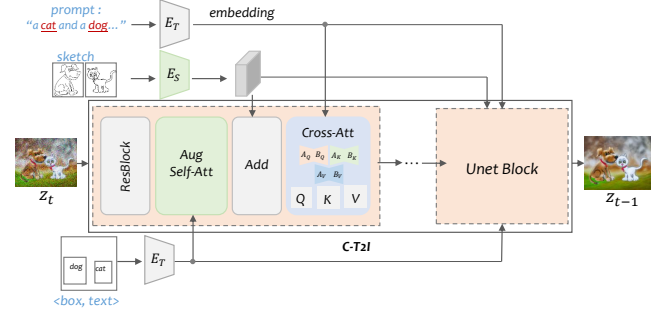 prompt :
“a cat and a dog...”
E_T
embedding
sketch
E_S
ResBlock
Aug
Self-Att
Add
Cross-Att
A_Q B_Q A_K B_K
A_V B_V
Q K V
...
Unet Block
z_t
z_{t-1}
C-T2I
dog
cat
E_T
<box, text>